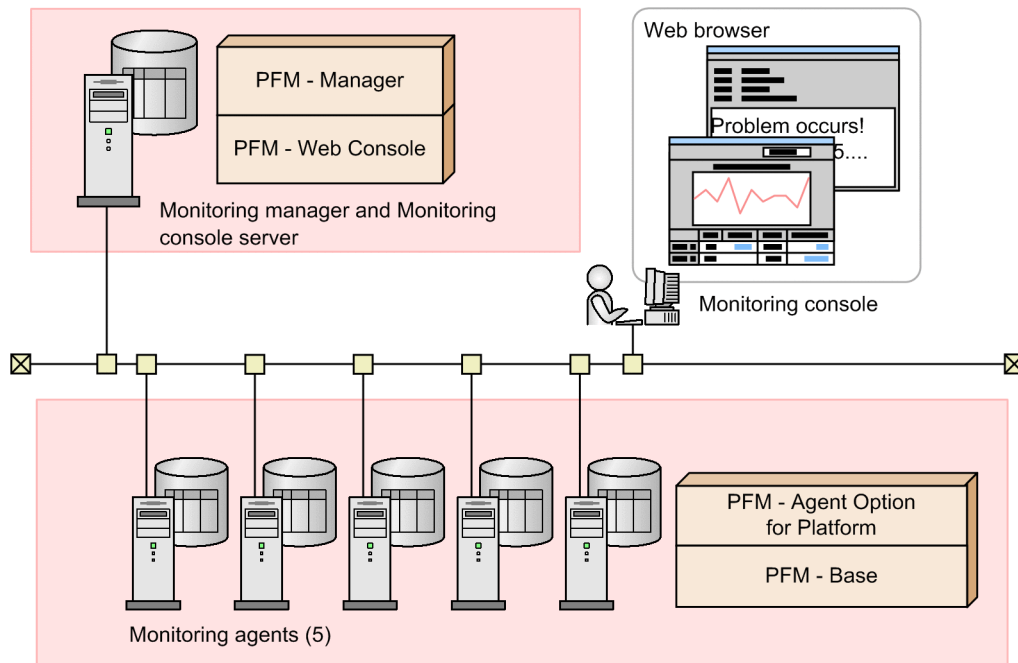 PFM - Manager
PFM - Web Console
Monitoring manager and Monitoring
console server
Web browser
Problem occurs!
5....
Monitoring console
PFM - Agent Option
for Platform
PFM - Base
Monitoring agents (5)